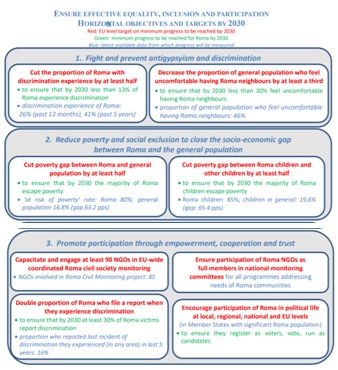 ENSURE EFFECTIVE EQUALITY, INCLUSION AND PARTICIPATION
HORIZONTAL OBJECTIVES AND TARGETS BY 2030
Red: EU level target on minimum progress to be reached by 2030
Green: minimum progress to be reached for Roma by 2030
Blue: latest available data from which progress will be measured
1. Fight and prevent antigypsyism and discrimination
Cut the proportion of Roma with
discrimination experience by at least half
• to ensure that by 2030 less than 13% of
Roma experience discrimination
• discrimination experience of Roma:
26% (past 12 months), 41% (past 5 years)
Decrease the proportion of general population who feel
uncomfortable having Roma neighbours by at least a third
• to ensure that by 2030 less than 30% feel uncomfortable
having Roma neighbours
• proportion of general population who feel uncomfortable
having Roma neighbours: 46%
2. Reduce poverty and social exclusion to close the socio-economic gap
between Roma and the general population
Cut poverty gap between Roma and general
population by at least half
• to ensure that by 2030 the majority of Roma
escape poverty
• 'at risk of poverty' rate: Roma 80%; general
population 16.8% (gap 63.2 pps)
Cut poverty gap between Roma children and
other children by at least half
• to ensure that by 2030 the majority of Roma
children escape poverty
• Roma children: 85%; children in general: 19.6%
(gap: 65.4 pps)
3. Promote participation through empowerment, cooperation and trust
Capacitate and engage at least 90 NGOs in EU-wide
coordinated Roma civil society monitoring
• NGOs involved in Roma Civil Monitoring project: 85
Ensure participation of Roma NGOs as
full members in national monitoring
committees for all programmes addressing
needs of Roma communities
Double proportion of Roma who file a report when
they experience discrimination
• to ensure that by 2030 at least 30% of Roma victims
report discrimination
• proportion who reported last incident of
discrimination they experienced (in any area) in last 5
years: 16%
Encourage participation of Roma in political life
at local, regional, national and EU levels
(in Member States with significant Roma population)
• to ensure they register as voters, vote, run as
candidates